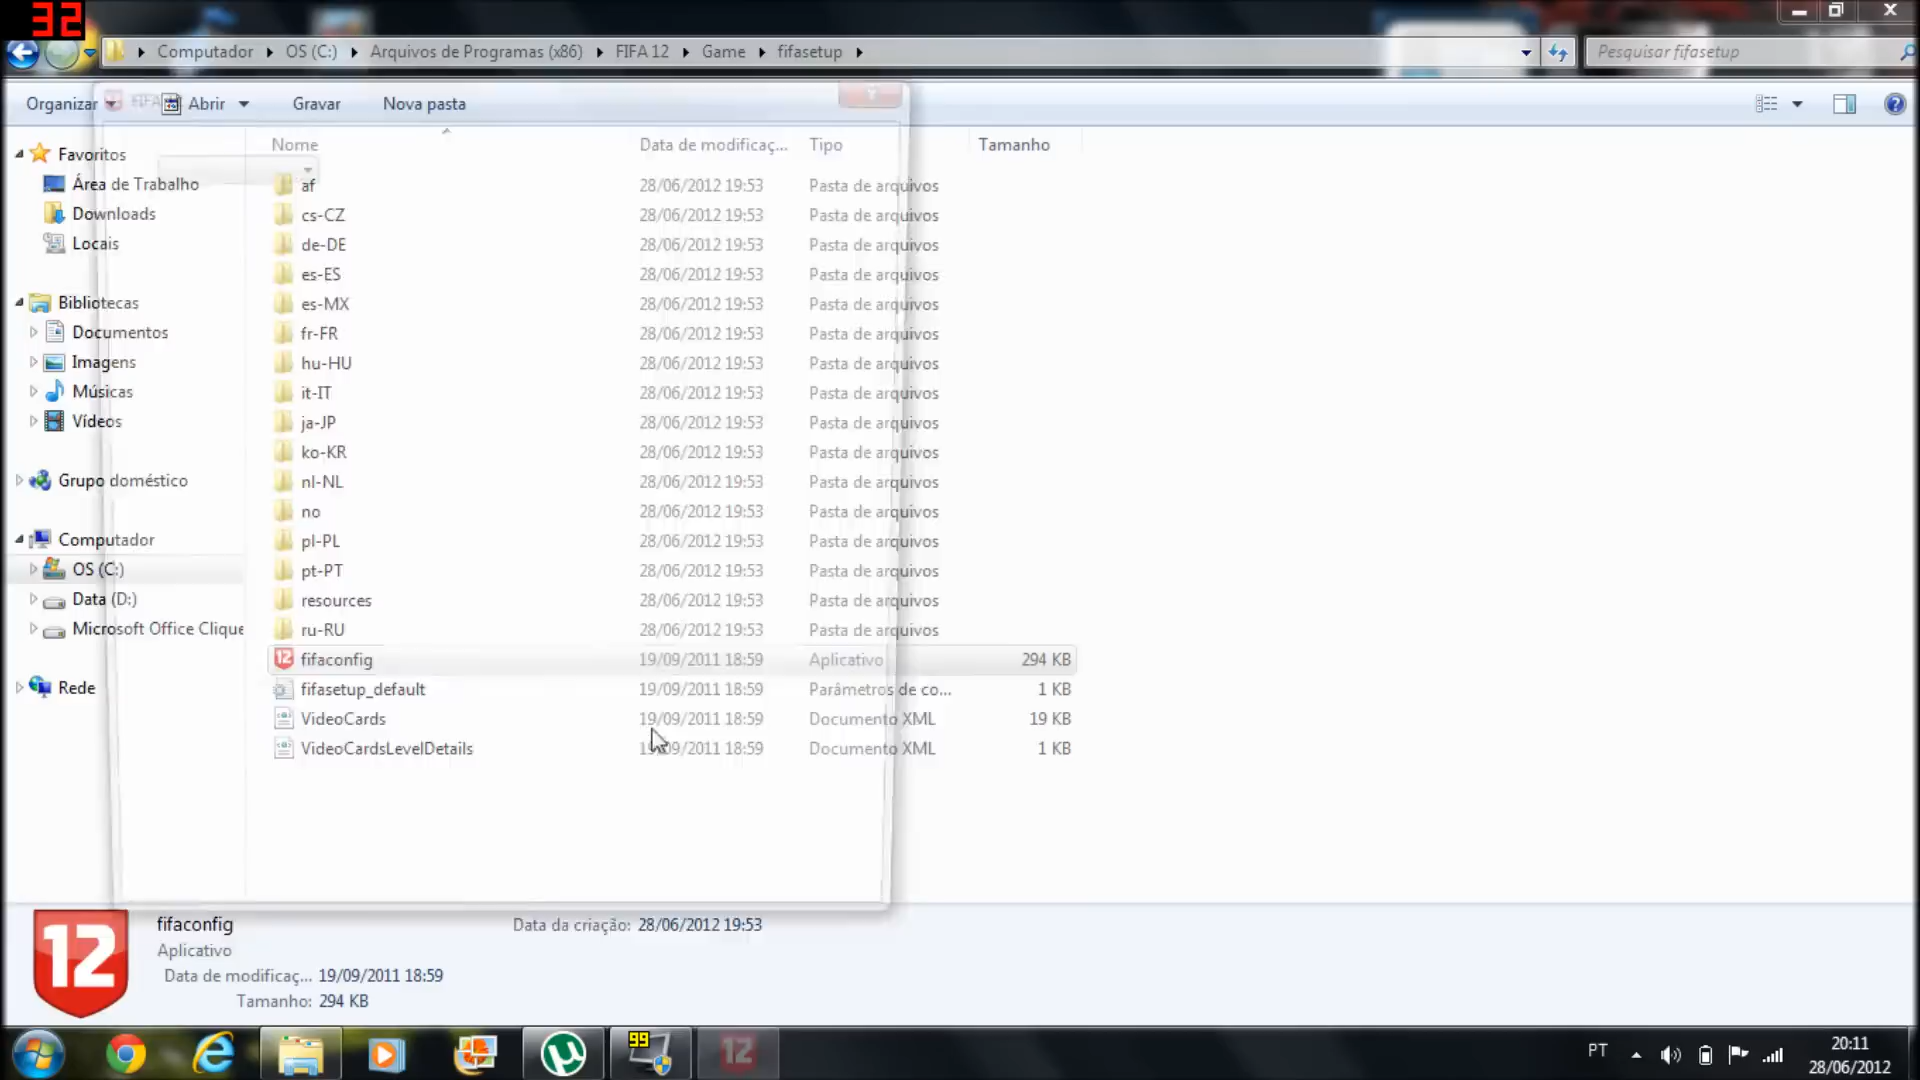 32
Computador OS (C:) Arquivos de Programas (x86) FIFA 12 Game fifasetup
Pesquisar fifasetup
Organizar FIFA Abrir Gravar Nova pasta
Nome Data de modificaç... Tipo Tamanho
Favoritos
Área de Trabalho
Downloads
Locais
Bibliotecas
Documentos
Imagens
Músicas
Vídeos
Grupo doméstico
Computador
OS (C:)
Data (D:)
Microsoft Office Clique
Rede
af 28/06/2012 19:53 Pasta de arquivos
cs-CZ 28/06/2012 19:53 Pasta de arquivos
de-DE 28/06/2012 19:53 Pasta de arquivos
es-ES 28/06/2012 19:53 Pasta de arquivos
es-MX 28/06/2012 19:53 Pasta de arquivos
fr-FR 28/06/2012 19:53 Pasta de arquivos
hu-HU 28/06/2012 19:53 Pasta de arquivos
it-IT 28/06/2012 19:53 Pasta de arquivos
ja-JP 28/06/2012 19:53 Pasta de arquivos
ko-KR 28/06/2012 19:53 Pasta de arquivos
nl-NL 28/06/2012 19:53 Pasta de arquivos
no 28/06/2012 19:53 Pasta de arquivos
pl-PL 28/06/2012 19:53 Pasta de arquivos
pt-PT 28/06/2012 19:53 Pasta de arquivos
resources 28/06/2012 19:53 Pasta de arquivos
ru-RU 28/06/2012 19:53 Pasta de arquivos
12 fifaconfig 19/09/2011 18:59 Aplicativo 294 KB
fifasetup_default 19/09/2011 18:59 Parâmetros de co... 1 KB
VideoCards 19/09/2011 18:59 Documento XML 19 KB
VideoCardsLevelDetails 19/09/2011 18:59 Documento XML 1 KB
12
fifaconfig Data da criação: 28/06/2012 19:53
Aplicativo
Data de modificaç... 19/09/2011 18:59
Tamanho: 294 KB
99
12
PT
20:11
28/06/2012